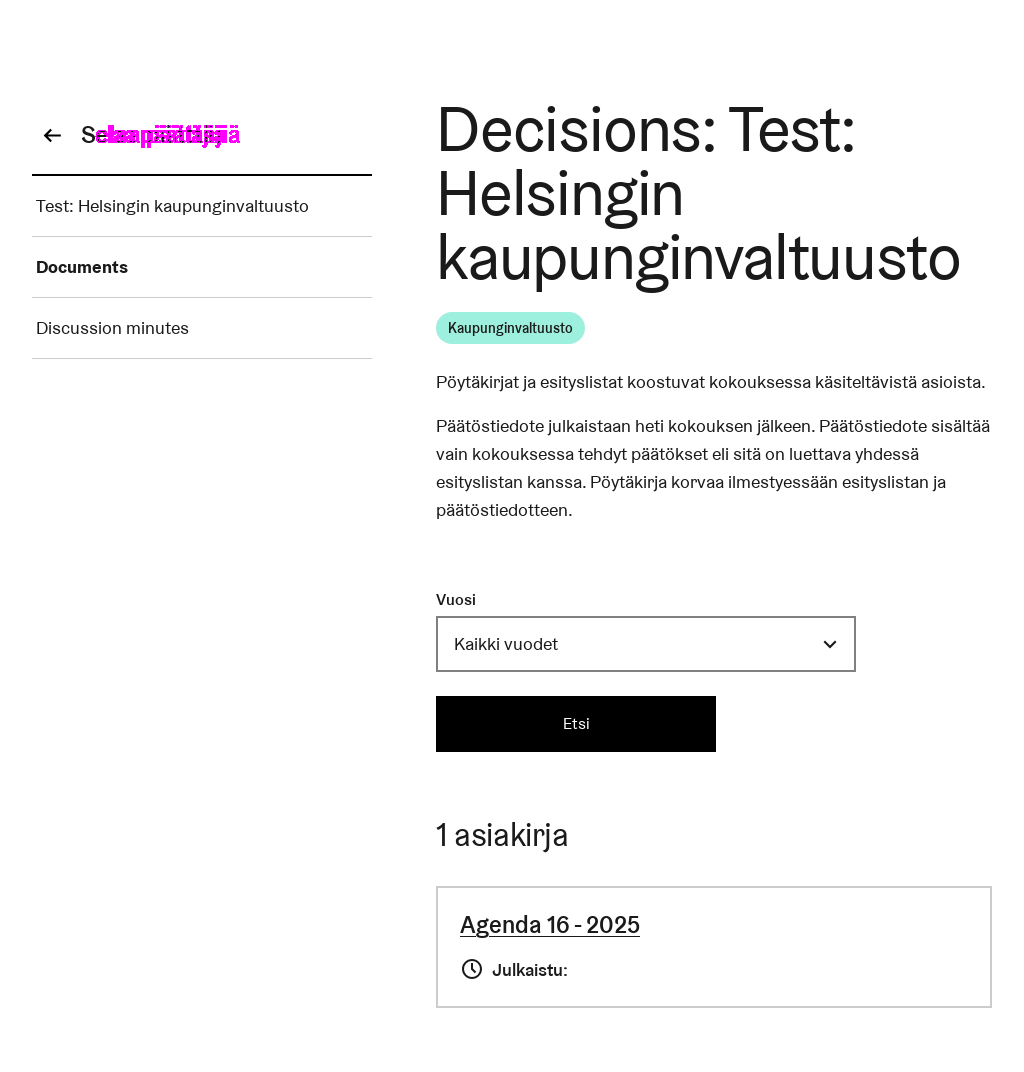 Decisions: Test:
Helsingin
kaupunginvaltuusto
Test: Helsingin kaupunginvaltuusto
Documents
Discussion minutes
Kaupunginvaltuusto
Pöytäkirjat ja esityslistat koostuvat kokouksessa käsiteltävistä asioista.
Päätöstiedote julkaistaan heti kokouksen jälkeen. Päätöstiedote sisältää
vain kokouksessa tehdyt päätökset eli sitä on luettava yhdessä
esityslistan kanssa. Pöytäkirja korvaa ilmestyessään esityslistan ja
päätöstiedotteen.
Vuosi
Kaikki vuodet
Etsi
1 asiakirja
Agenda 16 - 2025
Julkaistu: